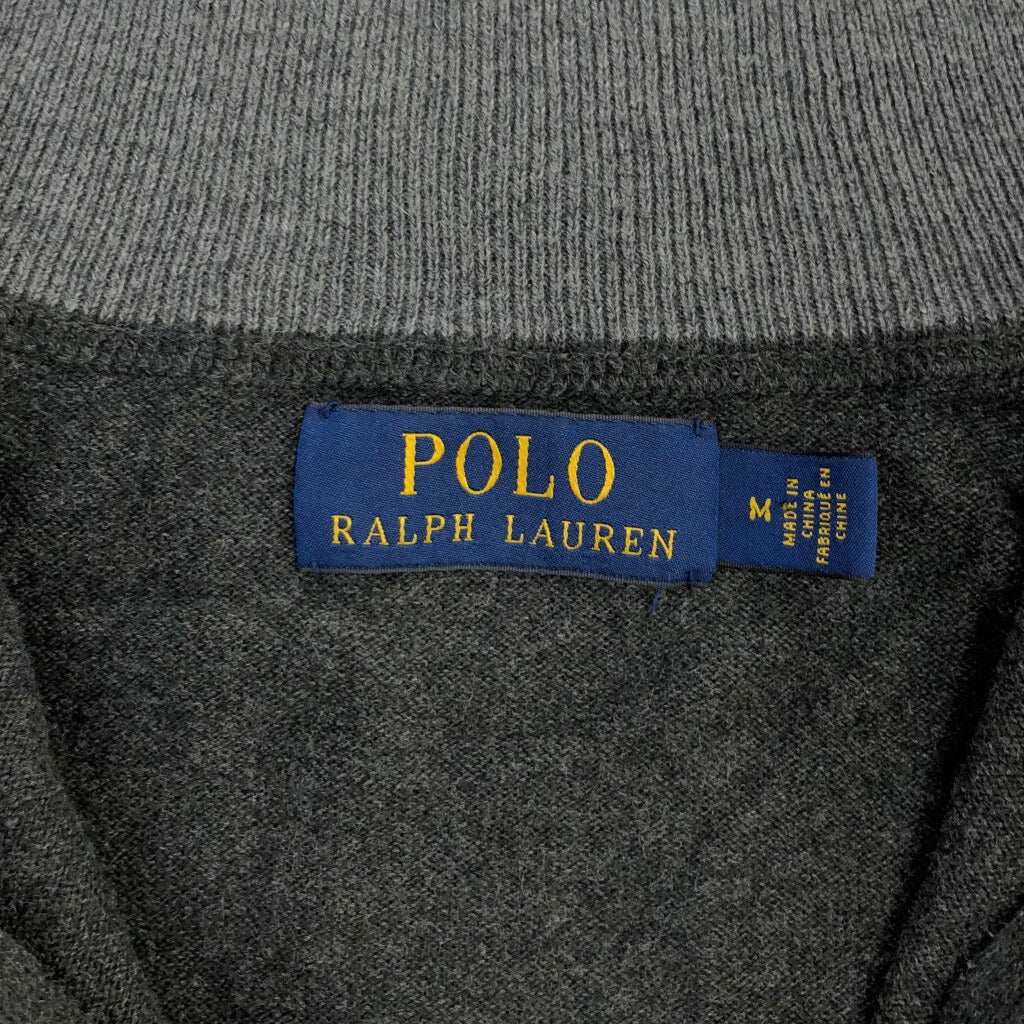 POLO
RALPH LAUREN
M
MADE IN
CHINA
FABRIQUÉ EN
CHINE